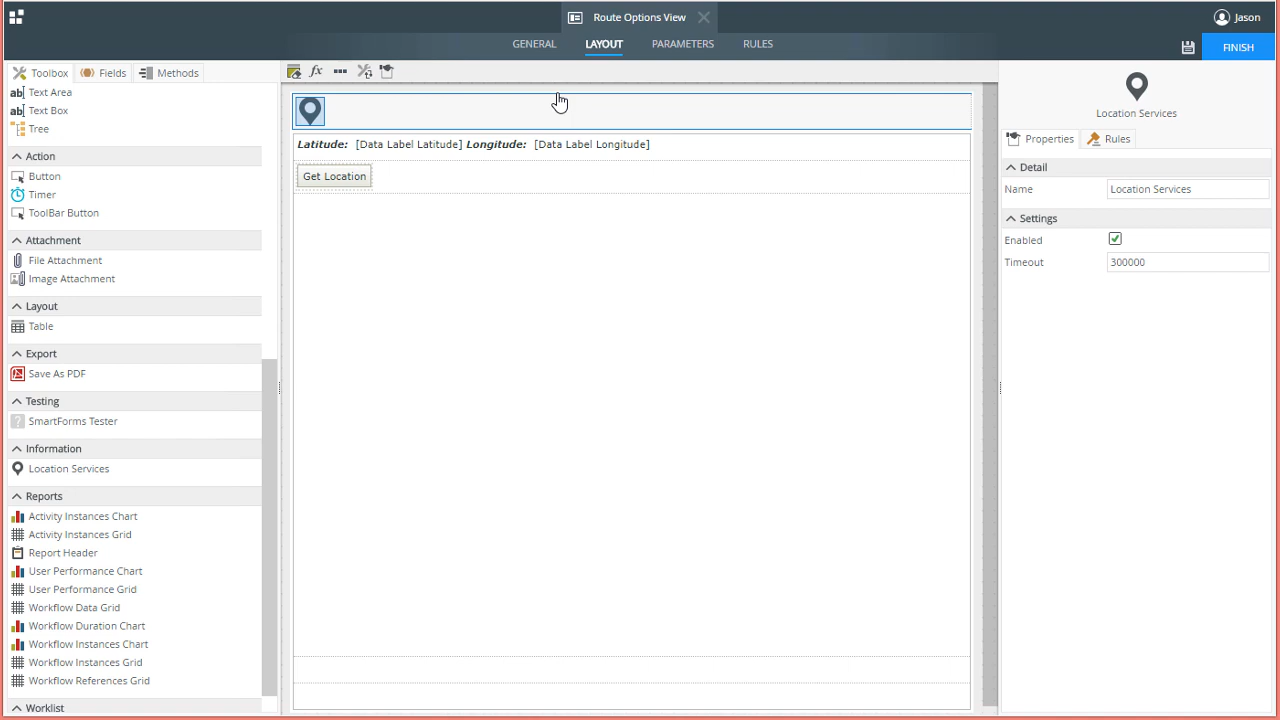 Route Options View
Jason
GENERAL LAYOUT PARAMETERS RULES
FINISH
Toolbox Fields Methods
Text Area
Text Box
Tree
Action
Button
Timer
ToolBar Button
Attachment
File Attachment
Image Attachment
Layout
Table
Export
Save As PDF
Testing
SmartForms Tester
Information
Location Services
Reports
Activity Instances Chart
Activity Instances Grid
Report Header
User Performance Chart
User Performance Grid
Workflow Data Grid
Workflow Duration Chart
Workflow Instances Chart
Workflow Instances Grid
Workflow References Grid
Worklist
fx
Latitude: [Data Label Latitude] Longitude: [Data Label Longitude]
Get Location
Location Services
Properties Rules
Detail
Name Location Services
Settings
Enabled
Timeout 300000